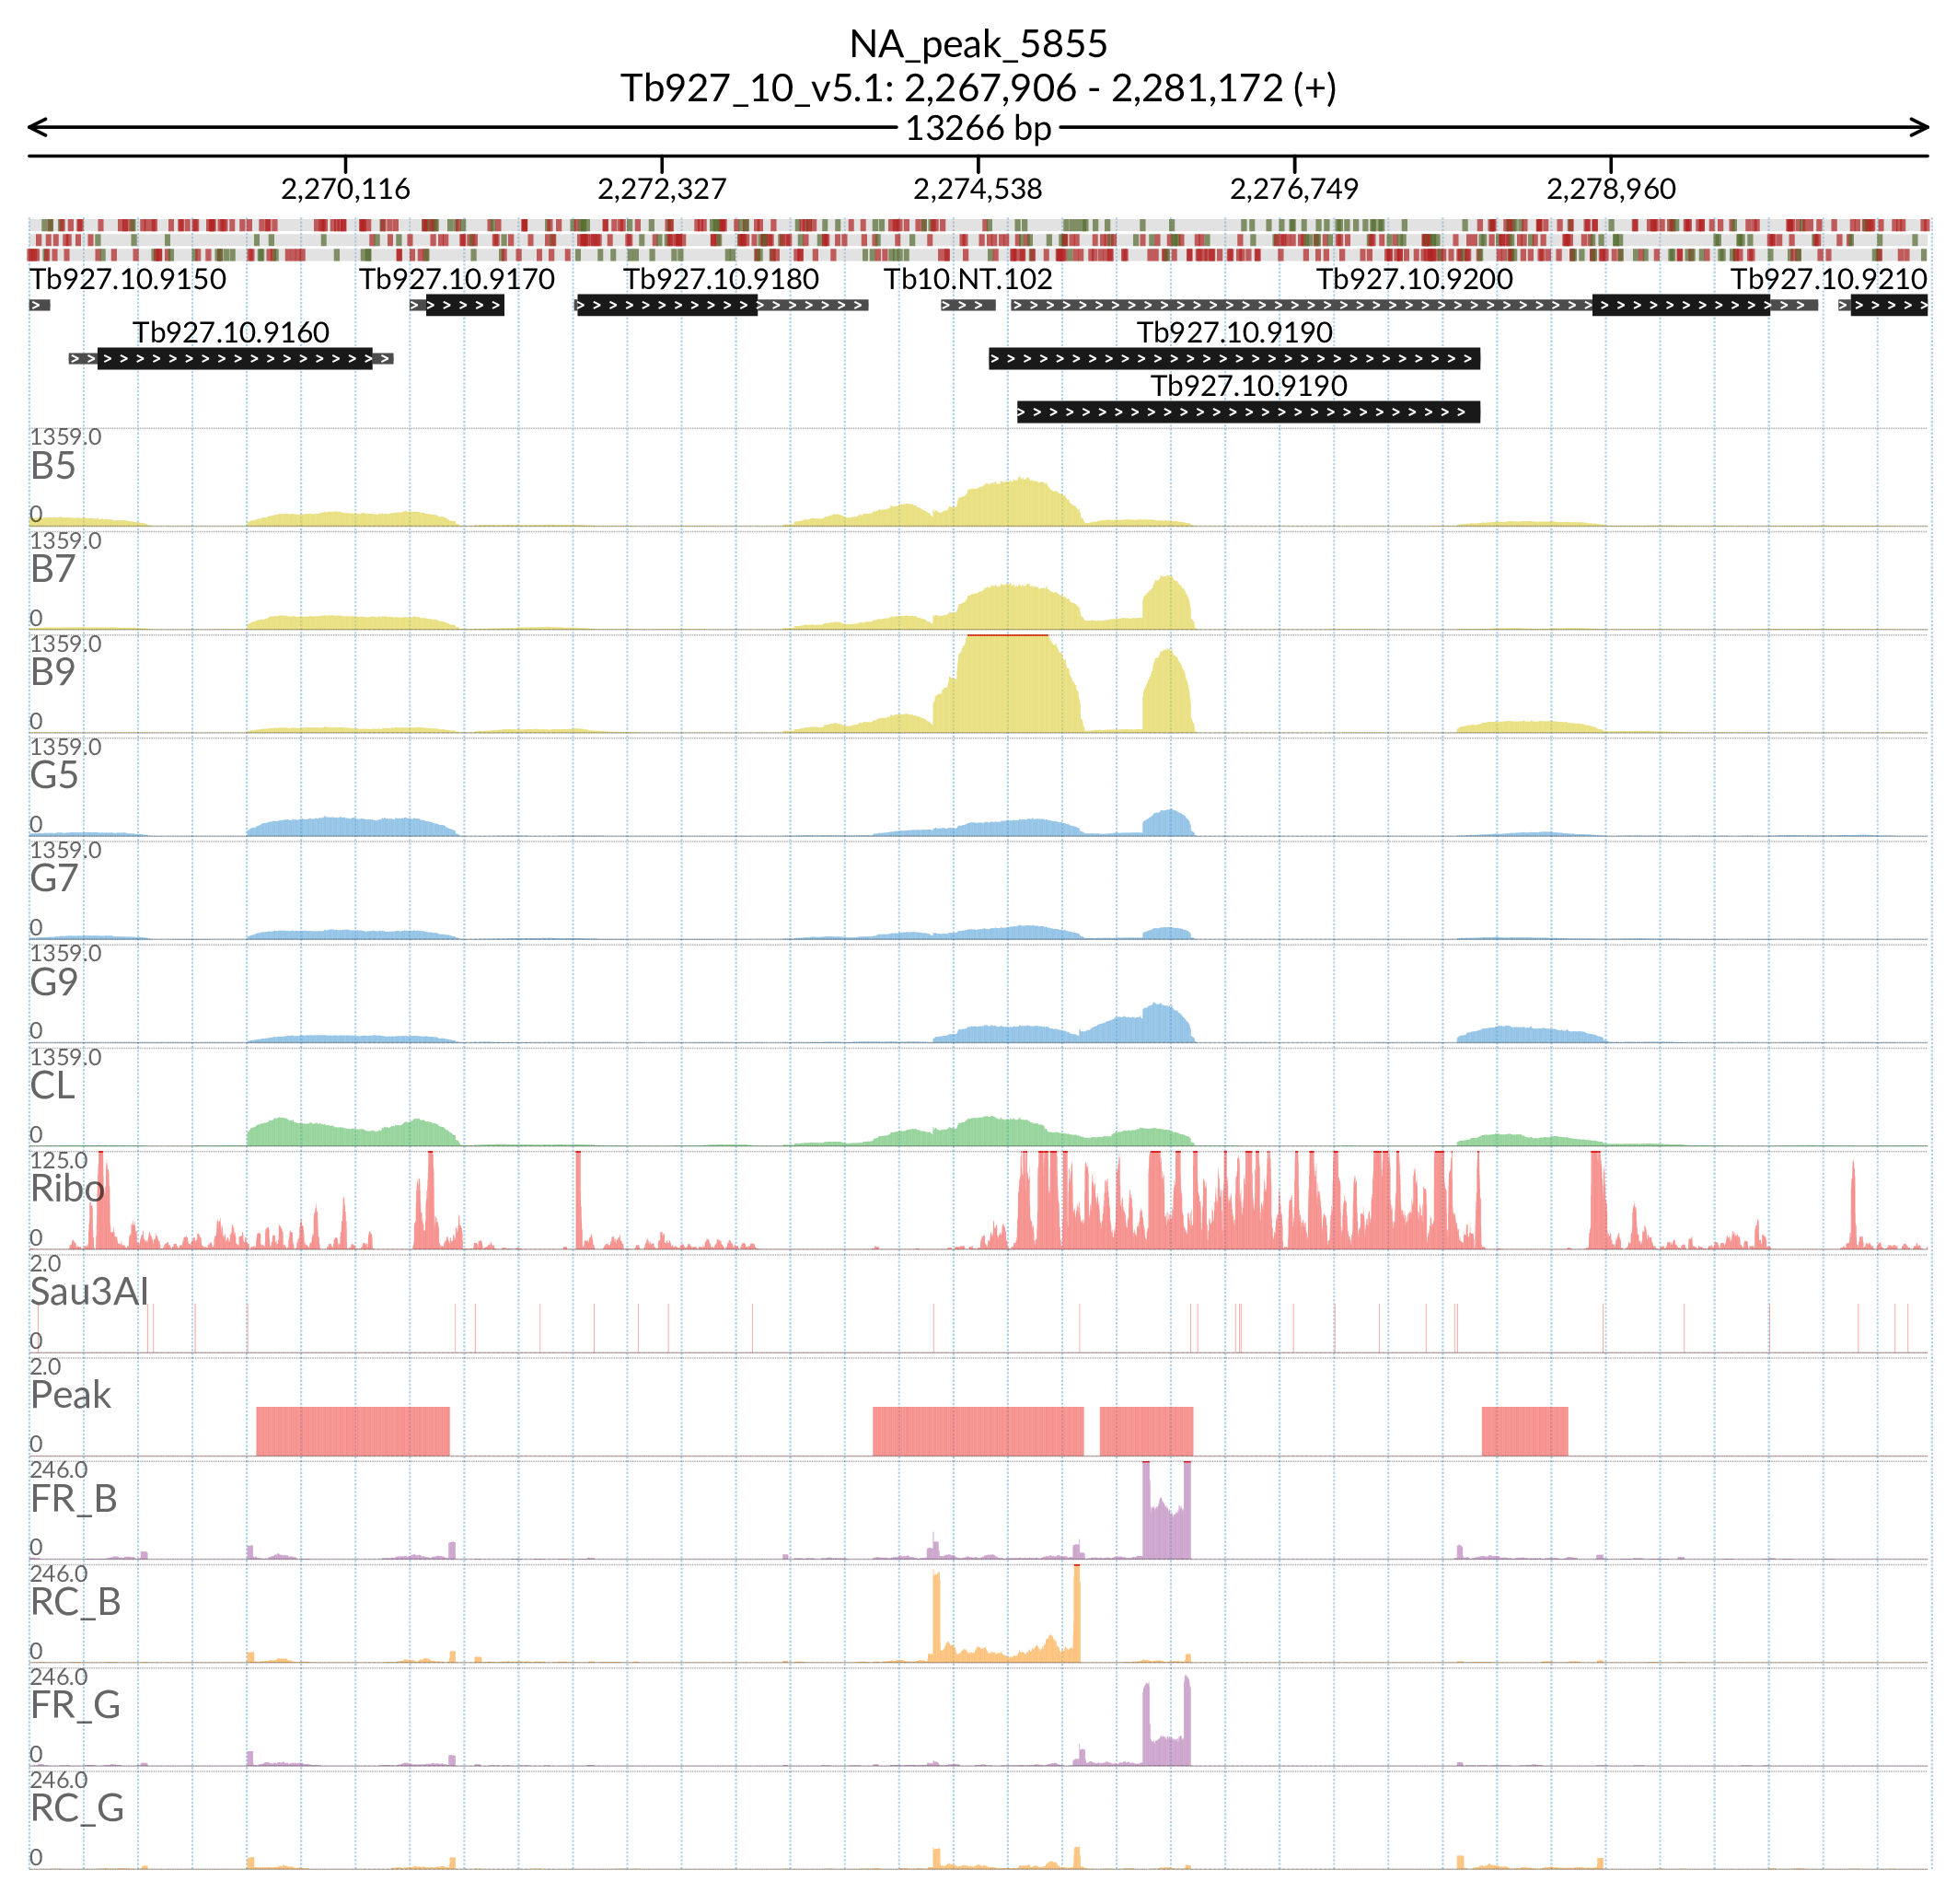 NA_peak_5855
Tb927_10_v5.1: 2,267,906 - 2,281,172 (+)
13266 bp
2,270,116 2,272,327 2,274,538 2,276,749 2,278,960
Tb927.10.9150 Tb927.10.9170 Tb927.10.9180 Tb10.NT.102 Tb927.10.9200 Tb927.10.9210
Tb927.10.9160 Tb927.10.9190
Tb927.10.9190
1359.0
B5
0
1359.0
B7
0
1359.0
B9
0
1359.0
G5
0
1359.0
G7
0
1359.0
G9
0
1359.0
CL
0
125.0
Ribo
0
2.0
Sau3AI
0
2.0
Peak
0
246.0
FR_B
0
246.0
RC_B
0
246.0
FR_G
0
246.0
RC_G
0